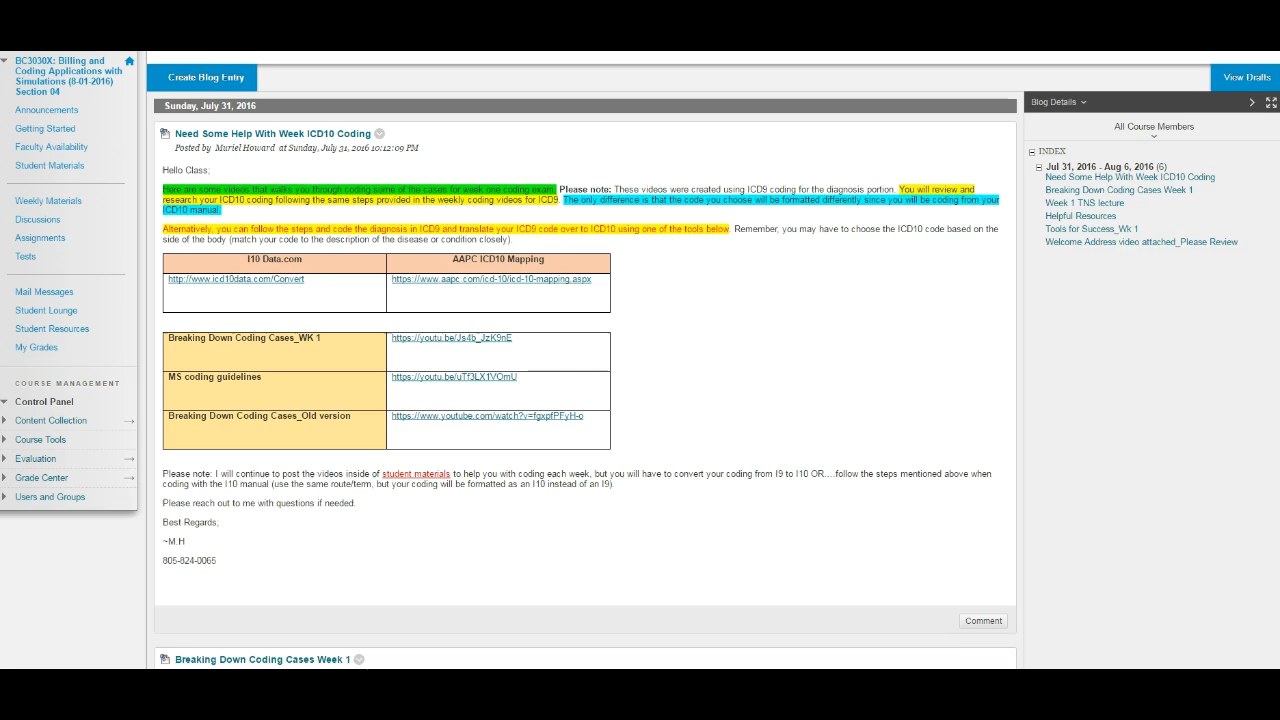 BC3030X: Billing and
Coding Applications with
Simulations (8-01-2016)
Section 04
Announcements
Getting Started
Faculty Availability
Student Materials
Weekly Materials
Discussions
Assignments
Tests
Mail Messages
Student Lounge
Student Resources
My Grades
COURSE MANAGEMENT
Control Panel
Content Collection
Course Tools
Evaluation
Grade Center
Users and Groups
Create Blog Entry
View Drafts
Sunday, July 31, 2016
Need Some Help With Week ICD10 Coding
Posted by Muriel Howard at Sunday, July 31, 2016 10:12:09 PM
Hello Class;
Here are some videos that walks you through coding some of the cases for week one coding exam. Please note: These videos were created using ICD9 coding for the diagnosis portion. You will review and
research your ICD10 coding following the same steps provided in the weekly coding videos for ICD9. The only difference is that the code you choose will be formatted differently since you will be coding from your
ICD10 manual.
Alternatively, you can follow the steps and code the diagnosis in ICD9 and translate your ICD9 code over to ICD10 using one of the tools below. Remember, you may have to choose the ICD10 code based on the
side of the body (match your code to the description of the disease or condition closely).
I10 Data.com AAPC ICD10 Mapping
http://www.icd10data.com/Convert https://www.aapc.com/icd-10/icd-10-mapping.aspx
Breaking Down Coding Cases_WK 1 https://youtu.be/Js4b_JzK9nE
MS coding guidelines https://youtu.be/uTf3LX1VOmU
Breaking Down Coding Cases_Old version https://www.youtube.com/watch?v=fgxpfPFyH-o
Please note: I will continue to post the videos inside of student materials to help you with coding each week, but you will have to convert your coding from I9 to I10 OR....follow the steps mentioned above when
coding with the I10 manual (use the same route/term, but your coding will be formatted as an I10 instead of an I9).
Please reach out to me with questions if needed.
Best Regards;
~M.H
805-824-0065
Comment
Breaking Down Coding Cases Week 1
Blog Details
All Course Members
INDEX
Jul 31, 2016 - Aug 6, 2016 (6)
Need Some Help With Week ICD10 Coding
Breaking Down Coding Cases Week 1
Week 1 TNS lecture
Helpful Resources
Tools for Success_Wk 1
Welcome Address video attached_Please Review